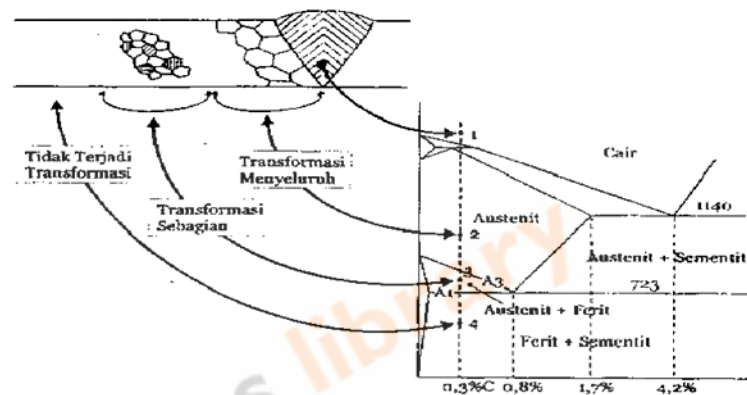 Tidak Terjadi
Transformasi
Transformasi
Sebagian
Transformasi
Menyeluruh
1
Cair
1140
Austenit
2
Austenit + Sementit
3
A3
723
A1
Austenit + Ferit
4
Ferit + Sementit
0,3%C 0,8% 1,7% 4,2%
library